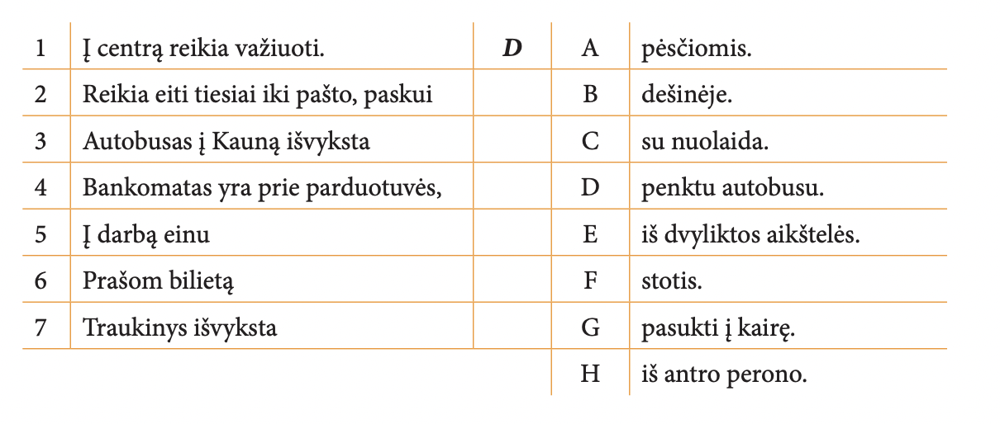 1 Į centrą reikia važiuoti. D A pėsčiomis.
2 Reikia eiti tiesiai iki pašto, paskui B dešinėje.
3 Autobusas į Kauną išvyksta C su nuolaida.
4 Bankomatas yra prie parduotuvės, D penktu autobusu.
5 Į darbą einu E iš dvyliktos aikštelės.
6 Prašom bilietą F stotis.
7 Traukinys išvyksta G pasukti į kairę.
H iš antro perono.